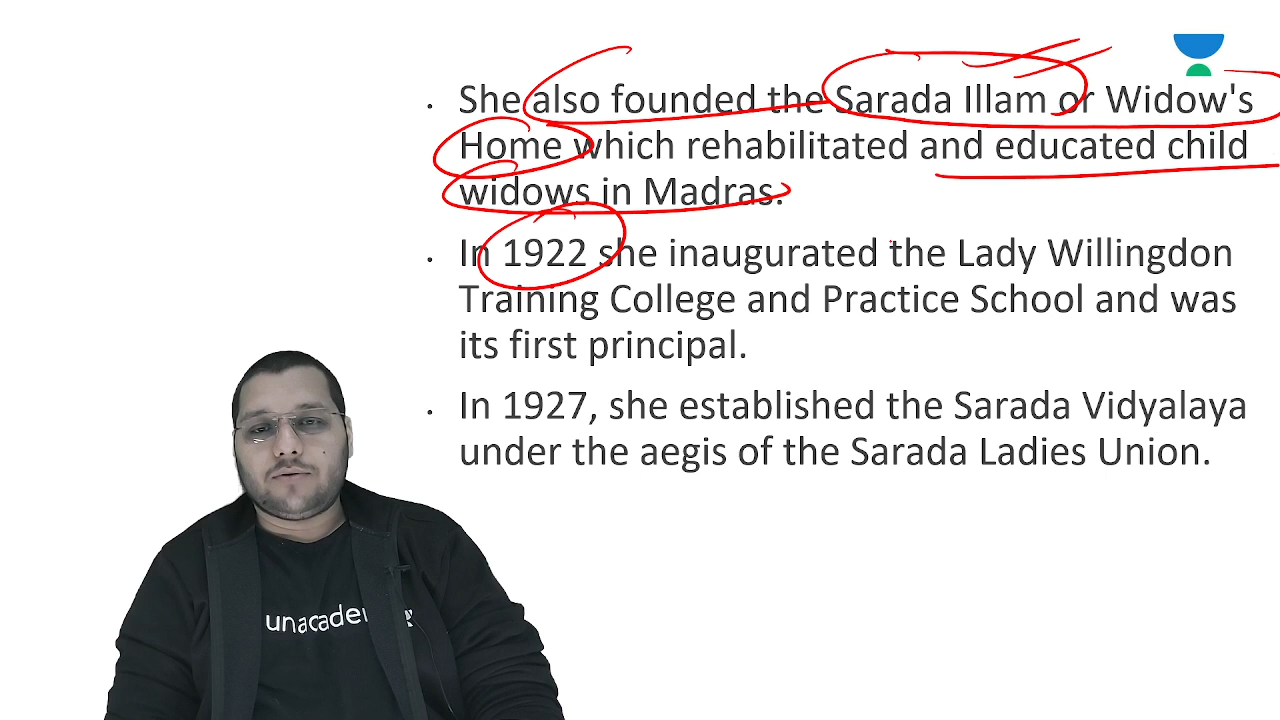 She also founded the Sarada Illam or Widow's
Home which rehabilitated and educated child
widows in Madras.
In 1922 she inaugurated the Lady Willingdon
Training College and Practice School and was
its first principal.
In 1927, she established the Sarada Vidyalaya
under the aegis of the Sarada Ladies Union.